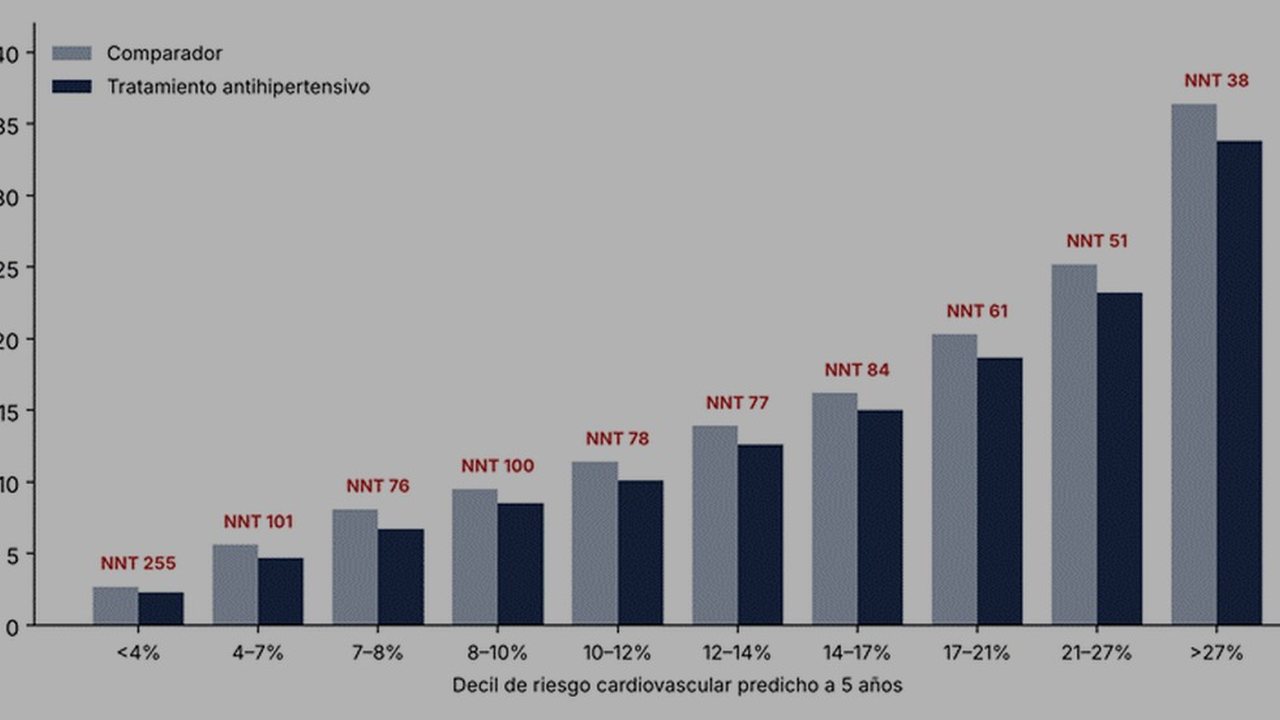 Comparador
Tratamiento antihipertensivo
NNT 38
NNT 51
NNT 61
NNT 84
NNT 77
NNT 78
NNT 100
NNT 76
NNT 101
NNT 255
40
35
30
25
20
15
10
5
0
<4% 4–7% 7–8% 8–10% 10–12% 12–14% 14–17% 17–21% 21–27% >27%
Decil de riesgo cardiovascular predicho a 5 años